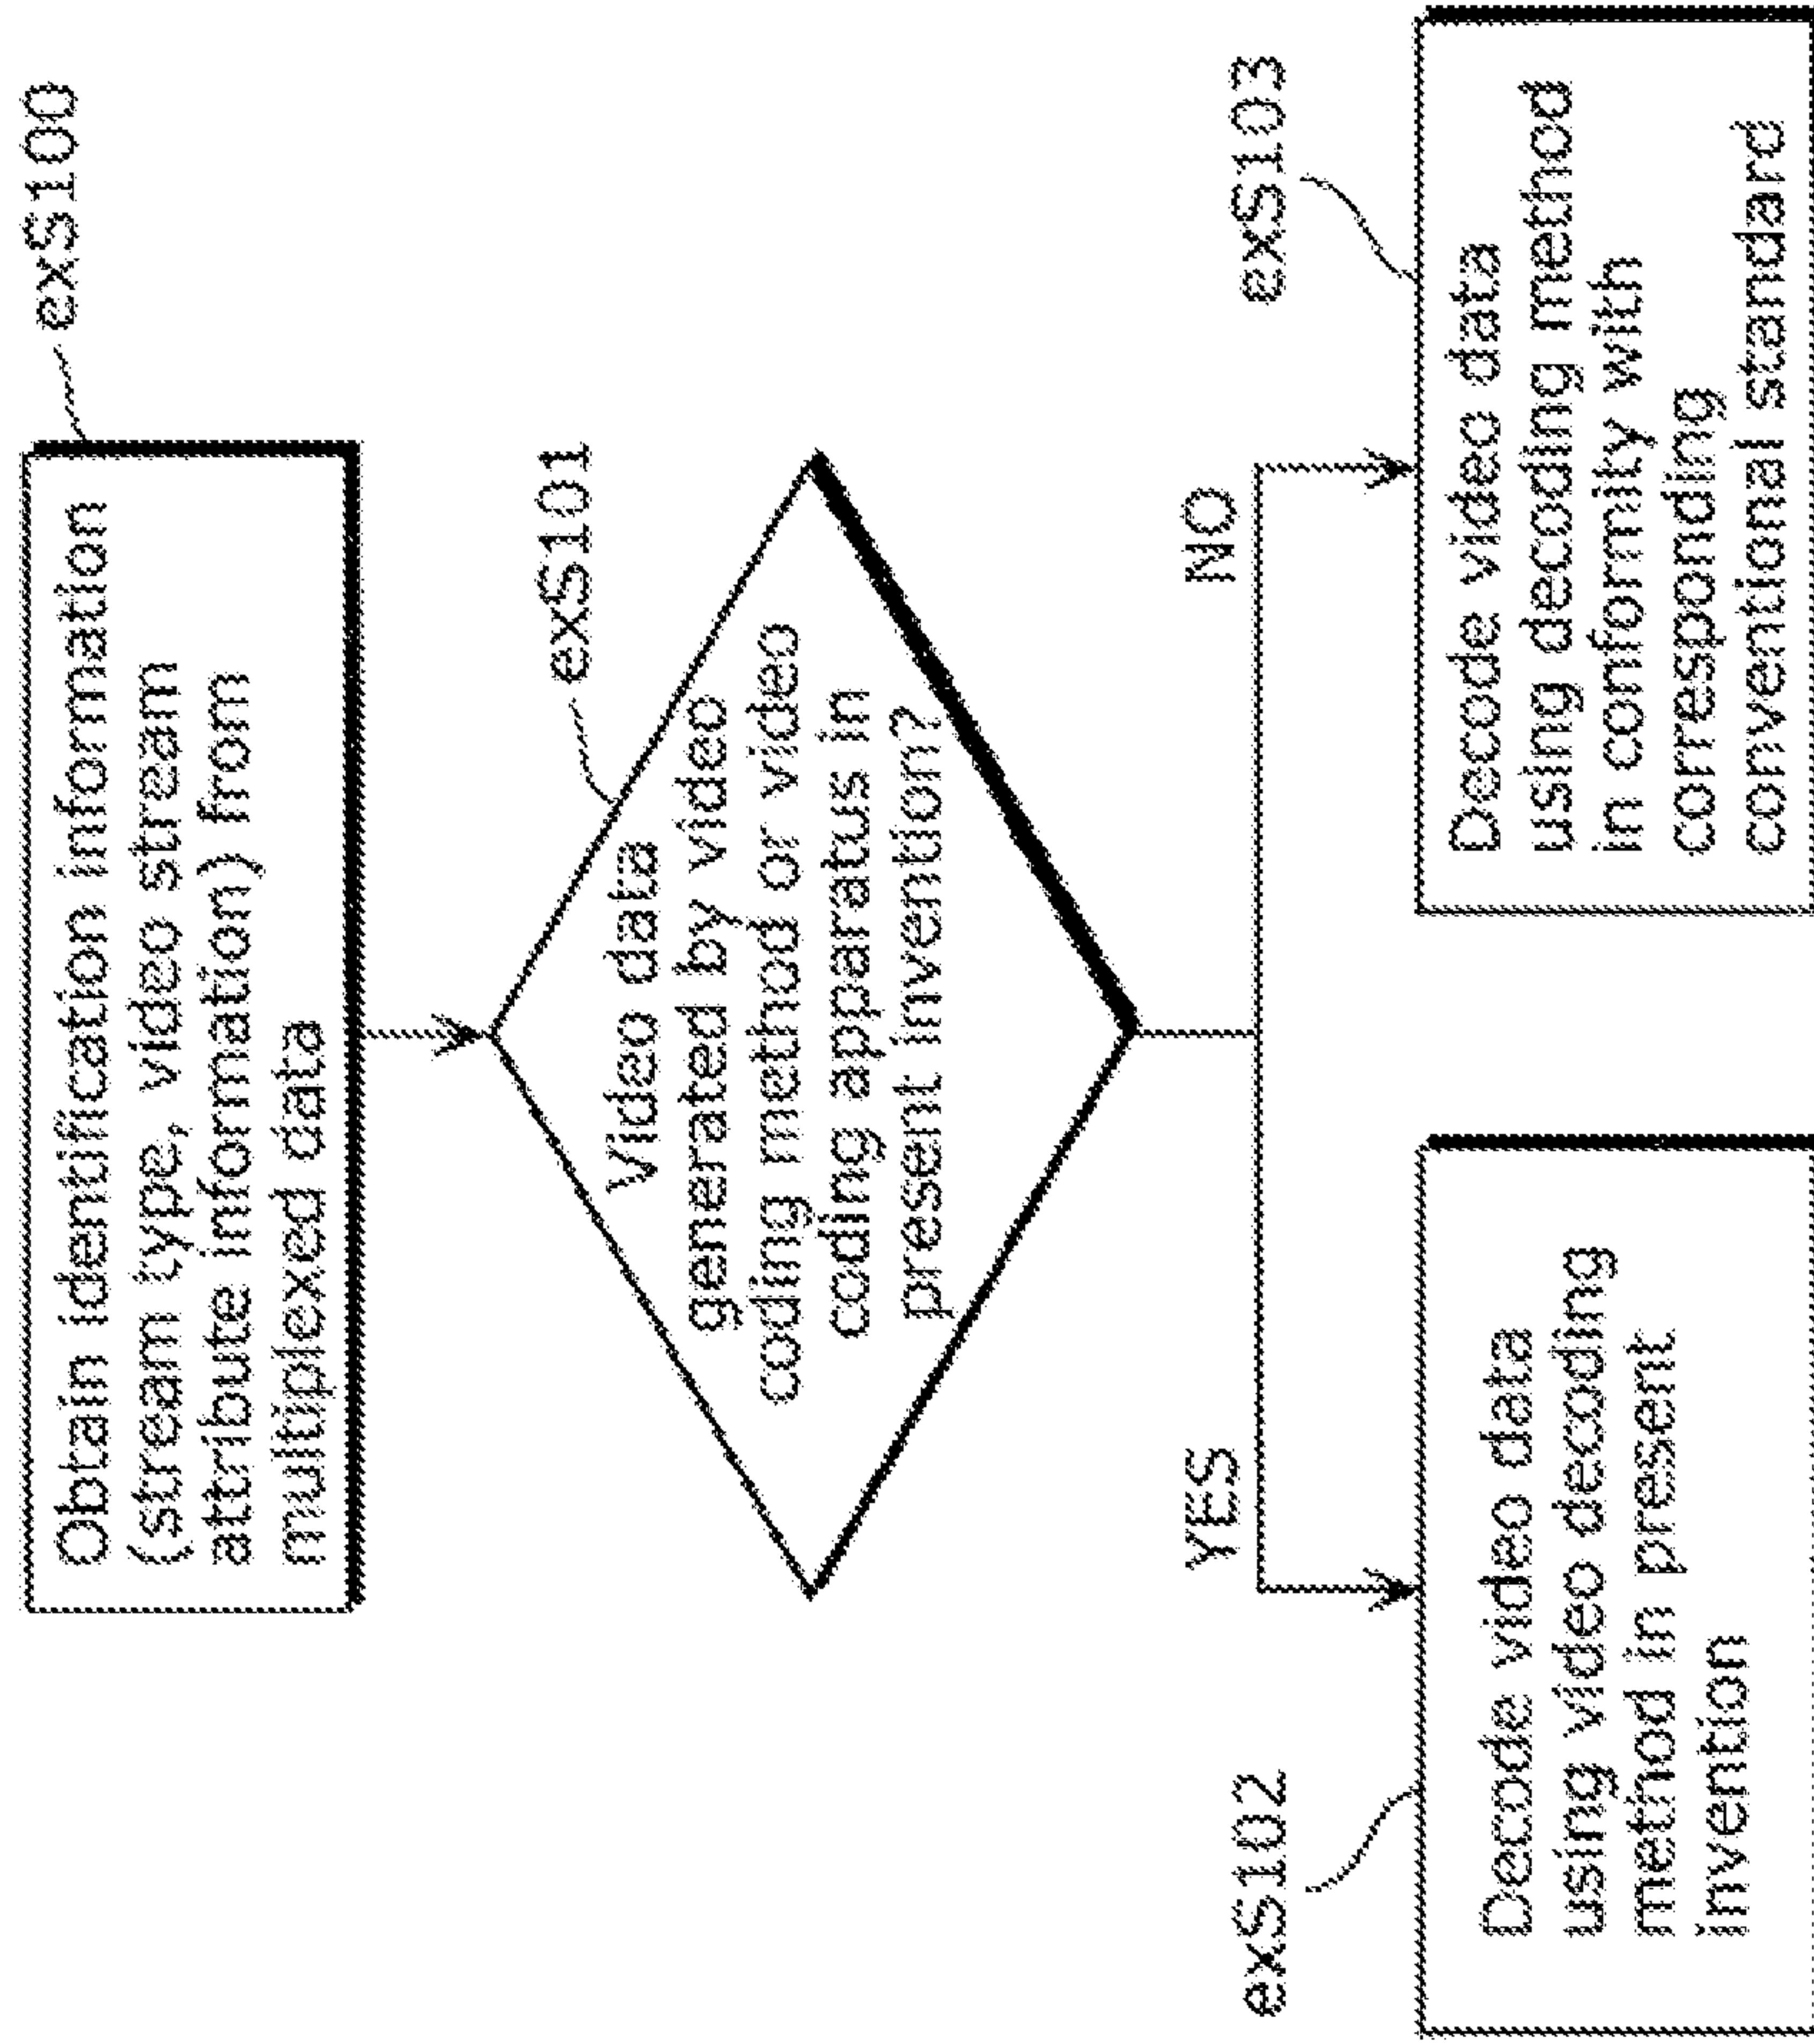 exS100
Obtain identification information
(stream type, video stream
attribute information) from
multiplexed data
exS101
Video data
generated by video
coding method or video
coding apparatus in
present invention?
YES
NO
exS102
Decode video data
using video decoding
method in present
invention
exS103
Decode video data
using decoding method
in conformity with
corresponding
conventional standard